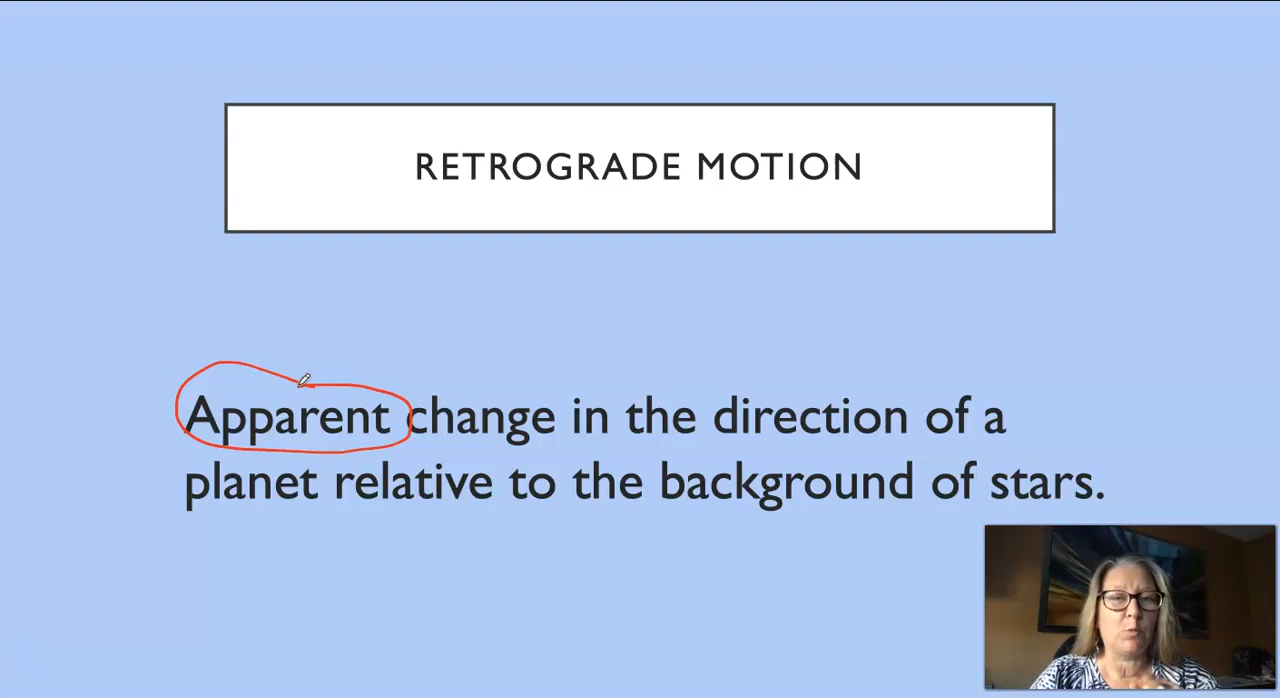 RETROGRADE MOTION
Apparent change in the direction of a
planet relative to the background of stars.